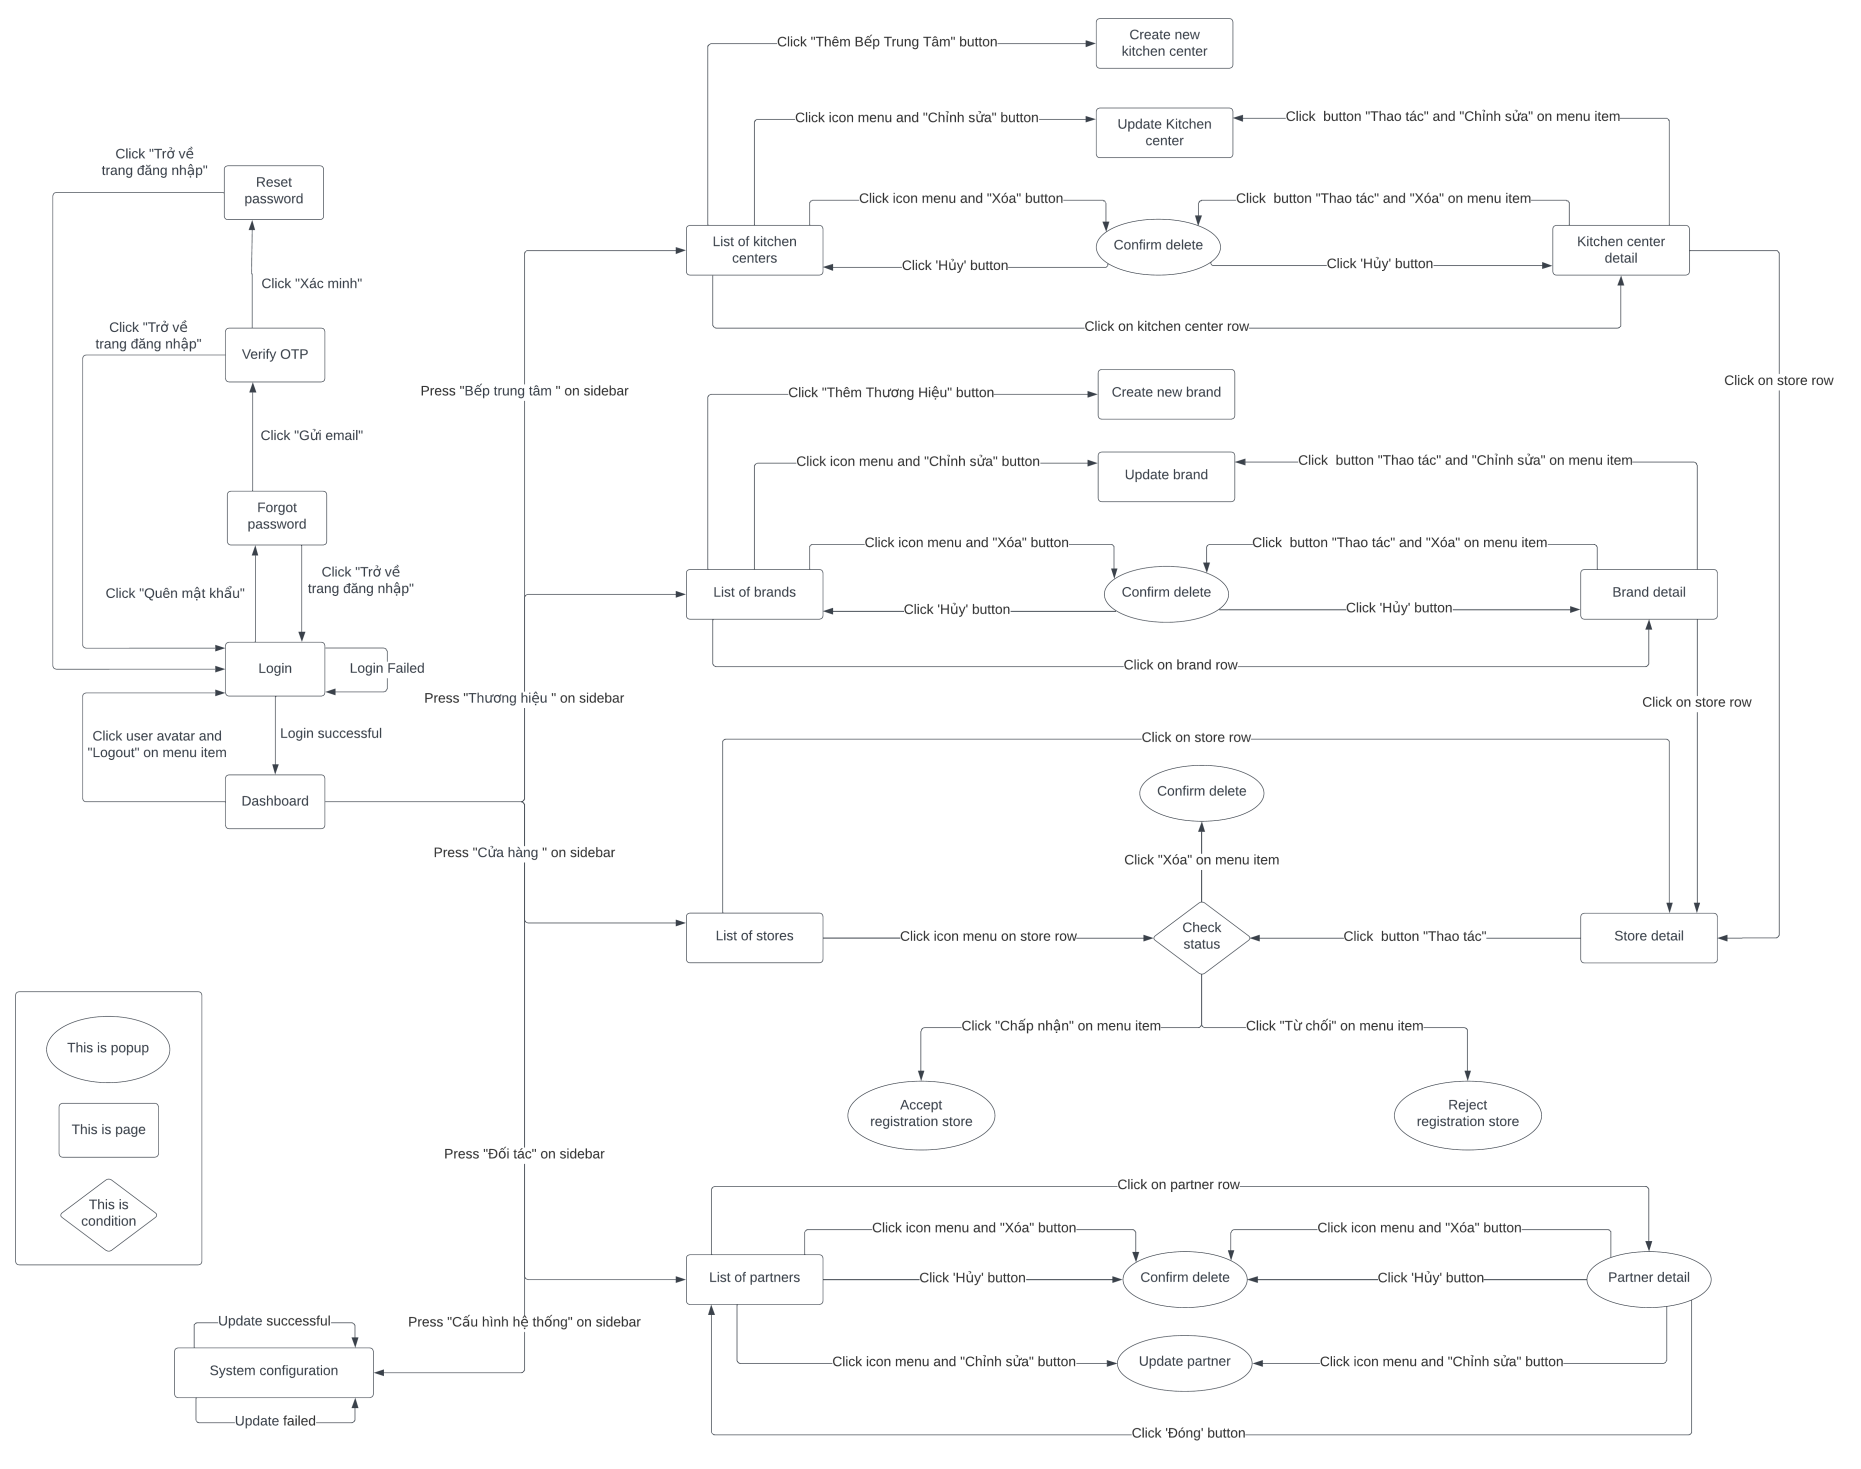 Click "Thêm Bếp Trung Tâm" button
Create new
kitchen center
Click icon menu and "Chỉnh sửa" button
Update Kitchen
center
Click  button "Thao tác" and "Chỉnh sửa" on menu item
Click "Trở về
trang đăng nhập"
Reset
password
Click icon menu and "Xóa" button
Click  button "Thao tác" and "Xóa" on menu item
List of kitchen
centers
Confirm delete
Kitchen center
detail
Click 'Hủy' button
Click 'Hủy' button
Click "Xác minh"
Click on kitchen center row
Click "Trở về
trang đăng nhập"
Verify OTP
Press "Bếp trung tâm " on sidebar
Click on store row
Click "Thêm Thương Hiệu" button
Create new brand
Click "Gửi email"
Click icon menu and "Chỉnh sửa" button
Update brand
Click  button "Thao tác" and "Chỉnh sửa" on menu item
Forgot
password
Click icon menu and "Xóa" button
Click  button "Thao tác" and "Xóa" on menu item
Click "Quên mật khẩu"
Click "Trở về
trang đăng nhập"
List of brands
Confirm delete
Brand detail
Click 'Hủy' button
Click 'Hủy' button
Login
Login Failed
Click on brand row
Press "Thương hiệu " on sidebar
Click on store row
Click user avatar and
"Logout" on menu item
Login successful
Click on store row
Dashboard
Confirm delete
Press "Cửa hàng " on sidebar
Click "Xóa" on menu item
List of stores
Click icon menu on store row
Check
status
Click  button "Thao tác"
Store detail
Click "Chấp nhận" on menu item
Click "Từ chối" on menu item
This is popup
Accept
registration store
Reject
registration store
This is page
Press "Đối tác" on sidebar
Click on partner row
This is
condition
Click icon menu and "Xóa" button
Click icon menu and "Xóa" button
List of partners
Click 'Hủy' button
Confirm delete
Click 'Hủy' button
Partner detail
Update successful
Press "Cấu hình hệ thống" on sidebar
System configuration
Click icon menu and "Chỉnh sửa" button
Update partner
Click icon menu and "Chỉnh sửa" button
Update failed
Click 'Đóng' button